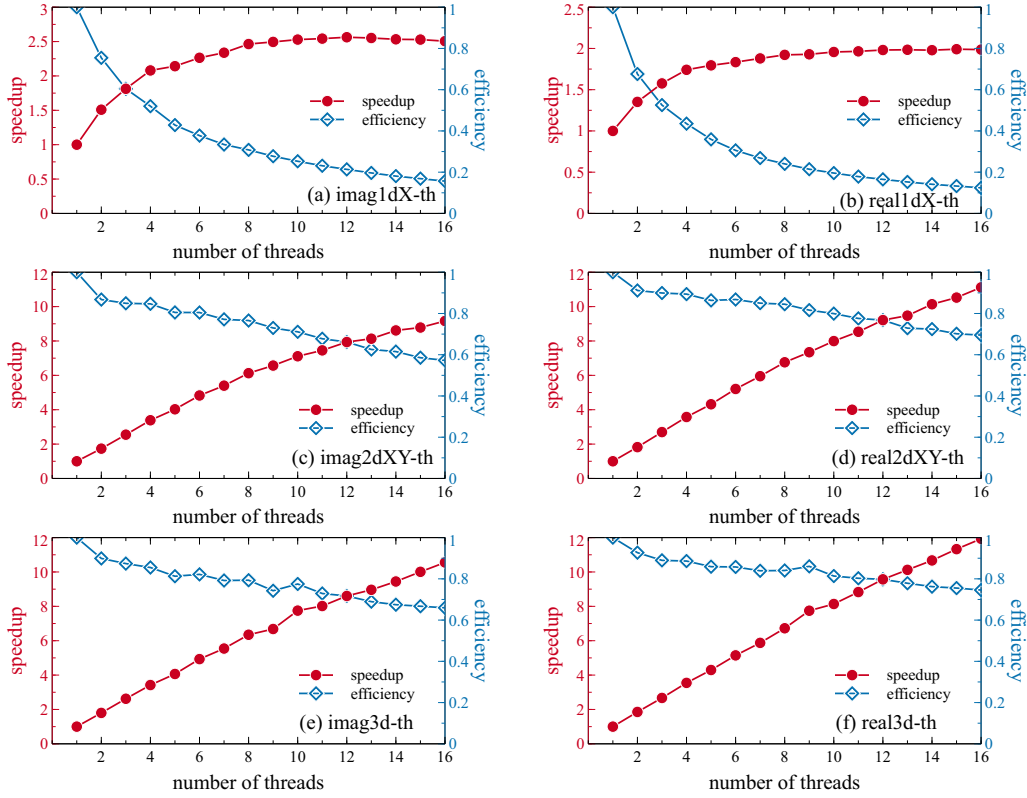 3
2.5
2
1.5
1
0.5
0
speedup
1
0.8
0.6
0.4
0.2
0
efficiency
speedup
efficiency
(a) imag1dX-th
2 4 6 8 10 12 14 16
number of threads
2.5
2
1.5
1
0.5
0
speedup
1
0.8
0.6
0.4
0.2
0
efficiency
speedup
efficiency
(b) real1dX-th
2 4 6 8 10 12 14 16
number of threads
12
10
8
6
4
2
0
speedup
1
0.8
0.6
0.4
0.2
0
efficiency
speedup
efficiency
(c) imag2dXY-th
2 4 6 8 10 12 14 16
number of threads
12
10
8
6
4
2
0
speedup
1
0.8
0.6
0.4
0.2
0
efficiency
speedup
efficiency
(d) real2dXY-th
2 4 6 8 10 12 14 16
number of threads
12
10
8
6
4
2
0
speedup
1
0.8
0.6
0.4
0.2
0
efficiency
speedup
efficiency
(e) imag3d-th
2 4 6 8 10 12 14 16
number of threads
12
10
8
6
4
2
0
speedup
1
0.8
0.6
0.4
0.2
0
efficiency
speedup
efficiency
(f) real3d-th
2 4 6 8 10 12 14 16
number of threads